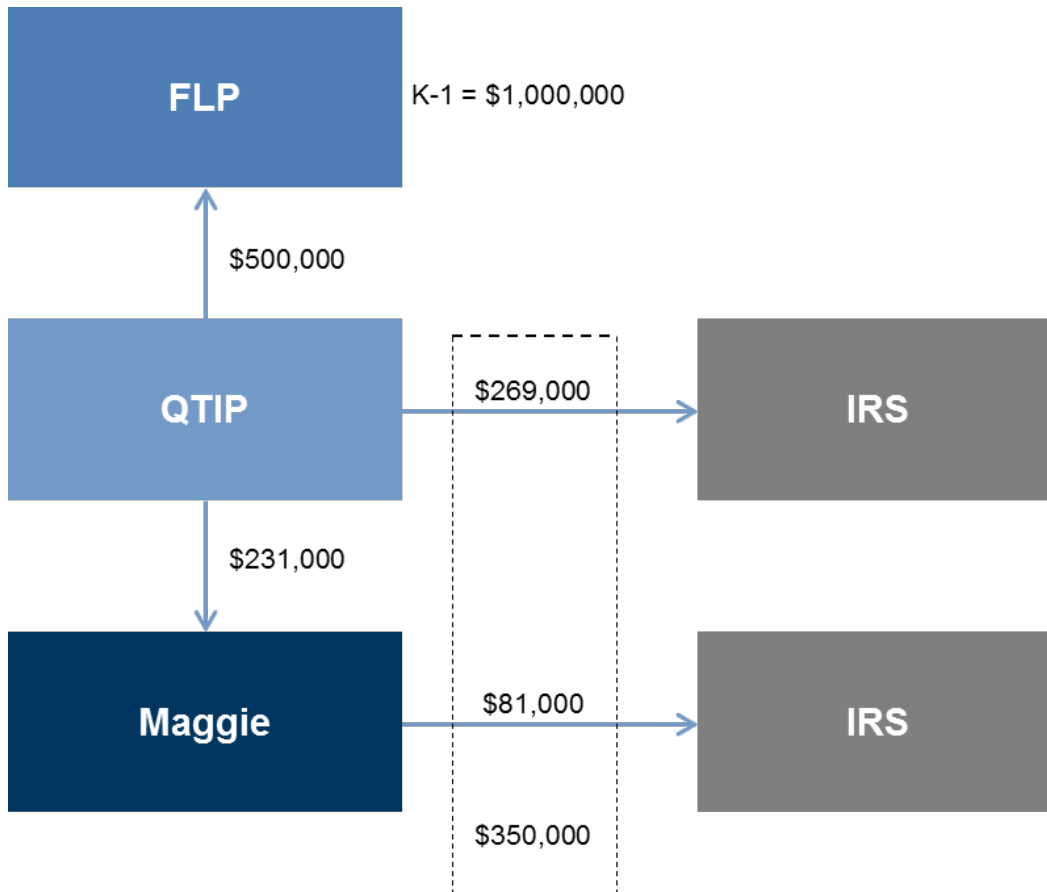 FLP
K-1 = $1,000,000
$500,000
QTIP
$269,000
IRS
$231,000
Maggie
$81,000
IRS
$350,000